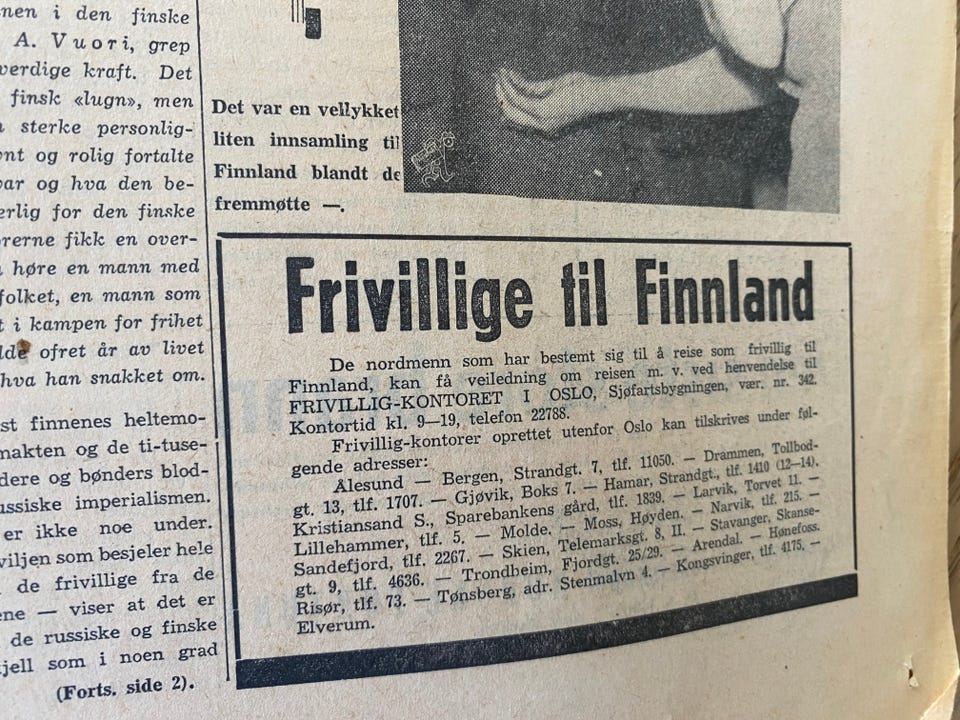 nen i den finske
A. Vuori, grep
verdige kraft. Det
finsk «lugn», men
sterke personlig-
nt og rolig fortalte
var og hva den be-
erlig for den finske
rerne fikk en over-
høre en mann med
folket, en mann som
t i kampen for frihet
lde ofret år av livet
hva han snakket om.
st finnenes heltemo-
makten og de ti-tuse-
dere og bønders blod-
ussiske imperialismen.
er ikke noe under.
viljen som besjeler hele
de frivillige fra de
ene — viser at det er
de russiske og finske
jell som i noen grad
(Forts. side 2).
Det var en vellykket
liten innsamling til
Finnland blandt de
fremmøtte —.
Frivillige til Finnland
De nordmenn som har bestemt sig til å reise som frivillig til
Finnland, kan få veiledning om reisen m. v. ved henvendelse til
FRIVILLIG-KONTORET I OSLO, Sjøfartsbygningen, vær. nr. 342.
Kontortid kl. 9—19, telefon 22788.
Frivillig-kontorer oprettet utenfor Oslo kan tilskrives under føl-
gende adresser:
Ålesund — Bergen, Strandgt. 7, tlf. 11050. — Drammen, Tollbod-
gt. 13, tlf. 1707. — Gjøvik, Boks 7. — Hamar, Strandgt., tlf. 1410 (12—14).
Kristiansand S., Sparebankens gård, tlf. 1839. — Larvik, Torvet 11. —
Lillehammer, tlf. 5. — Molde. — Moss, Høyden. — Narvik, tlf. 215. —
Sandefjord, tlf. 2267. — Skien, Telemarksgt. 8, II. — Stavanger, Skanse-
gt. 9, tlf. 4636. — Trondheim, Fjordgt. 25/29. — Arendal. — Hønefoss.
Risør, tlf. 73. — Tønsberg, adr. Stenmalvn 4. — Kongsvinger, tlf. 4175. —
Elverum.